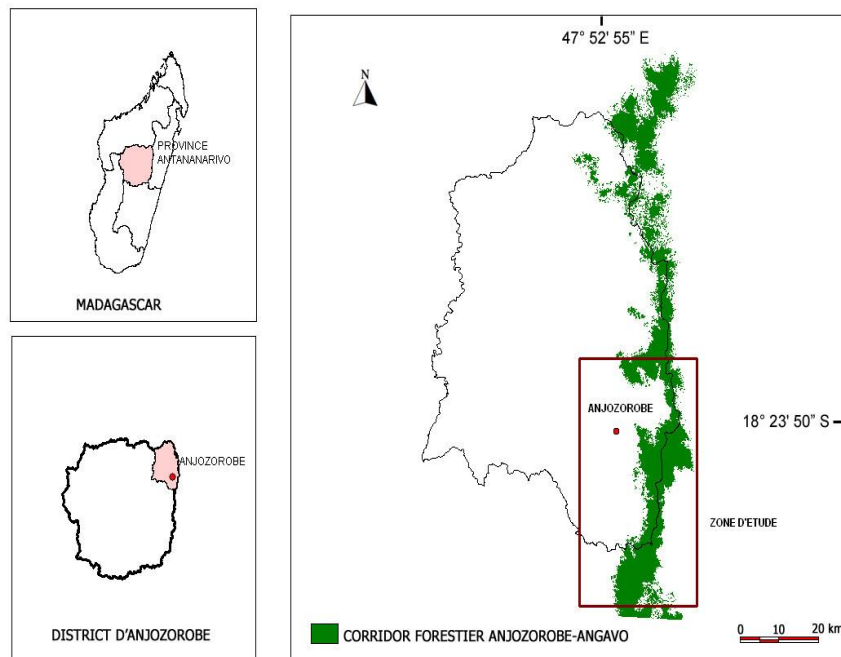 PROVINCE
ANTANANARIVO
MADAGASCAR
ANJOZOROBE
DISTRICT D'ANJOZOROBE
47° 52' 55" E
N
18° 23' 50" S
ANJOZOROBE
ZONE D'ETUDE
CORRIDOR FORESTIER ANJOZOROBE-ANGAVO
0 10 20 km